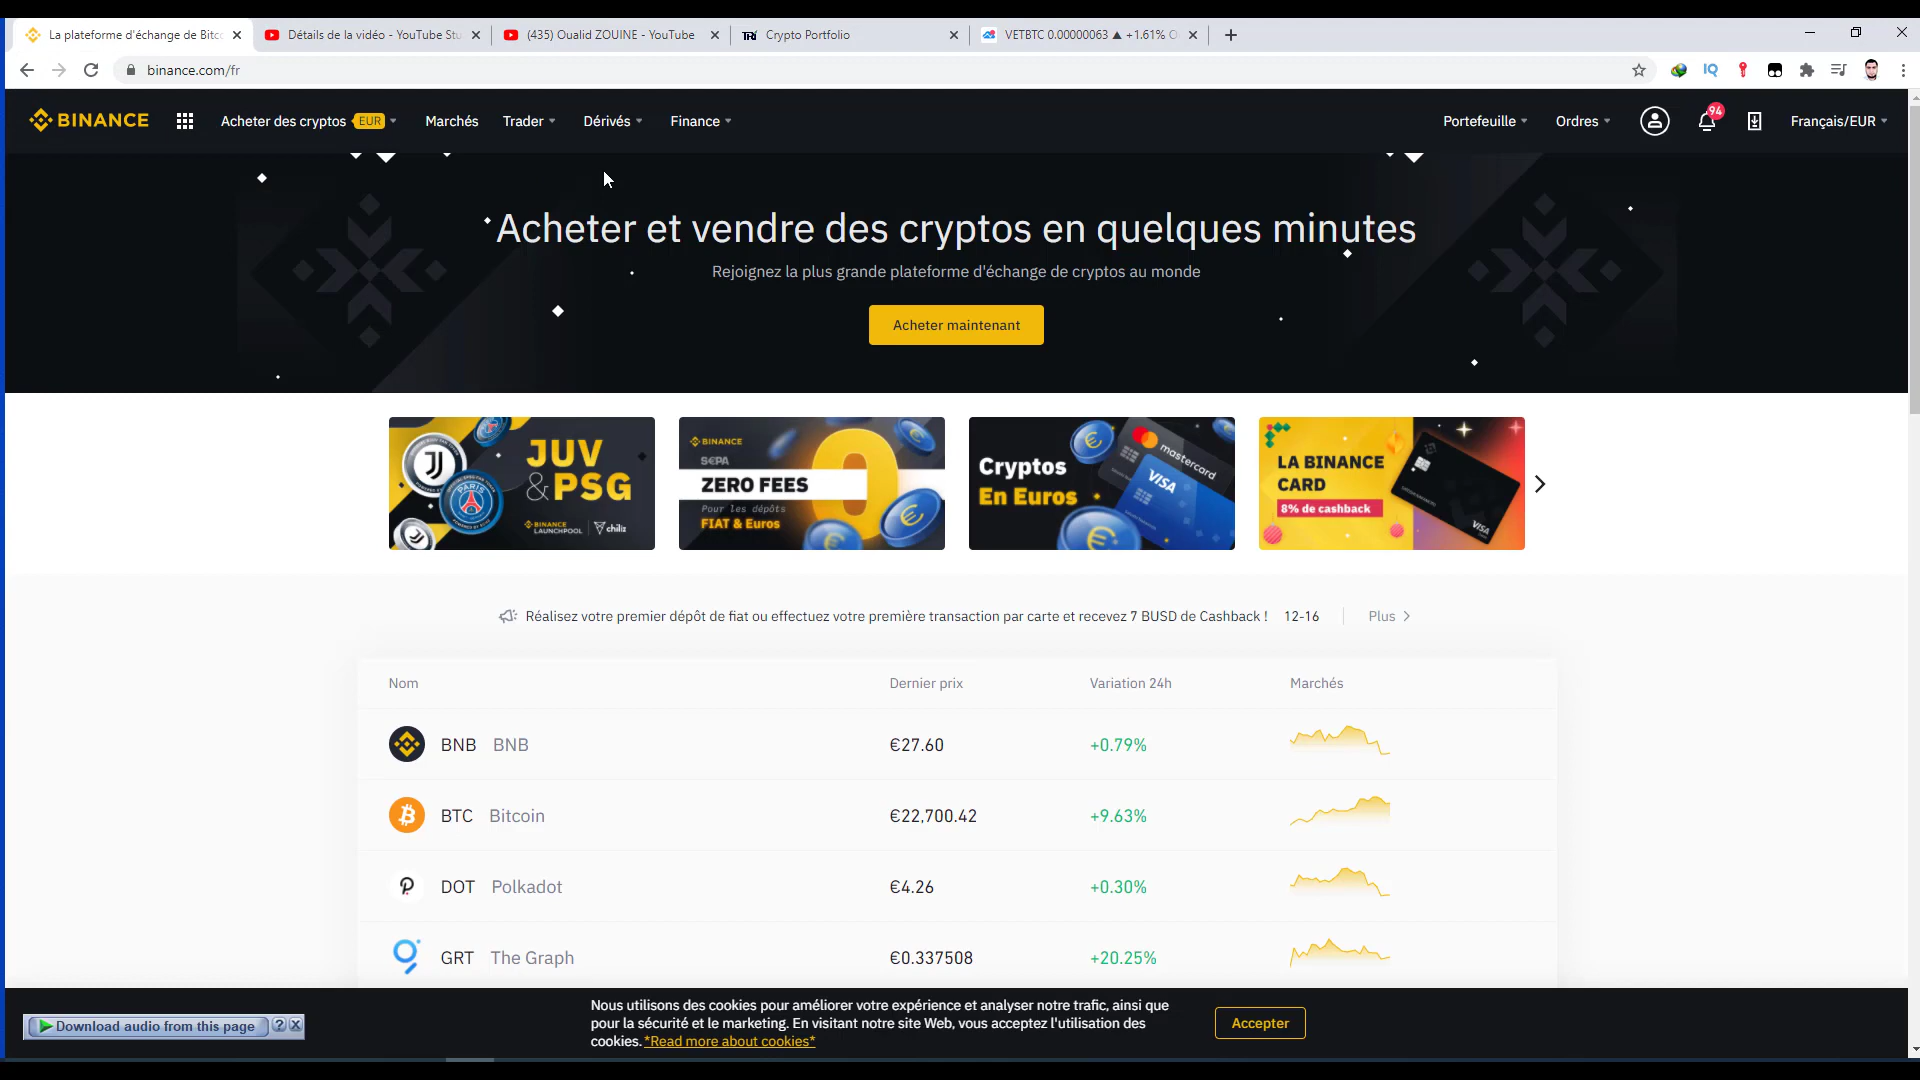 La plateforme d'échange de Bitco
Détails de la vidéo - YouTube Stu
(435) Oualid ZOUINE - YouTube
Crypto Portfolio
VETBTC 0.00000063 ▲ +1.61% O
binance.com/fr
IQ
BINANCE
Acheter des cryptos EUR
Marchés
Trader
Dérivés
Finance
Portefeuille
Ordres
94
Français/EUR
Acheter et vendre des cryptos en quelques minutes
Rejoignez la plus grande plateforme d'échange de cryptos au monde
Acheter maintenant
JUV
&PSG
BINANCE
LAUNCHPOOL
chiliz
PARIS
BINANCE
S€PA
ZERO FEES
Pour les dépôts
FIAT & Euros
0
Cryptos
En Euros
mastercard
VISA
LA BINANCE
CARD
8% de cashback
VISA
Réalisez votre premier dépôt de fiat ou effectuez votre première transaction par carte et recevez 7 BUSD de Cashback ! 12-16
Plus
Nom Dernier prix Variation 24h Marchés
BNB BNB €27.60 +0.79%
BTC Bitcoin €22,700.42 +9.63%
DOT Polkadot €4.26 +0.30%
GRT The Graph €0.337508 +20.25%
Nous utilisons des cookies pour améliorer votre expérience et analyser notre trafic, ainsi que
pour la sécurité et le marketing. En visitant notre site Web, vous acceptez l'utilisation des
cookies. *Read more about cookies*
Accepter
Download audio from this page ? X